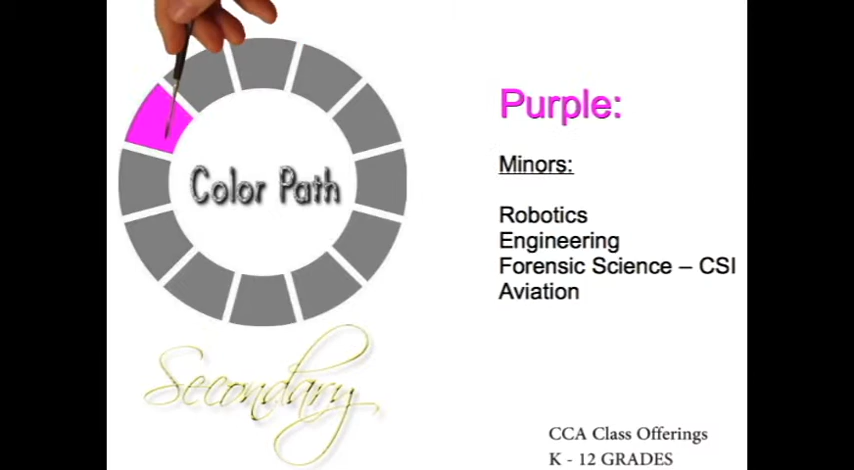 Color Path
Secondary
Purple:
Minors:
Robotics
Engineering
Forensic Science – CSI
Aviation
CCA Class Offerings
K - 12 GRADES